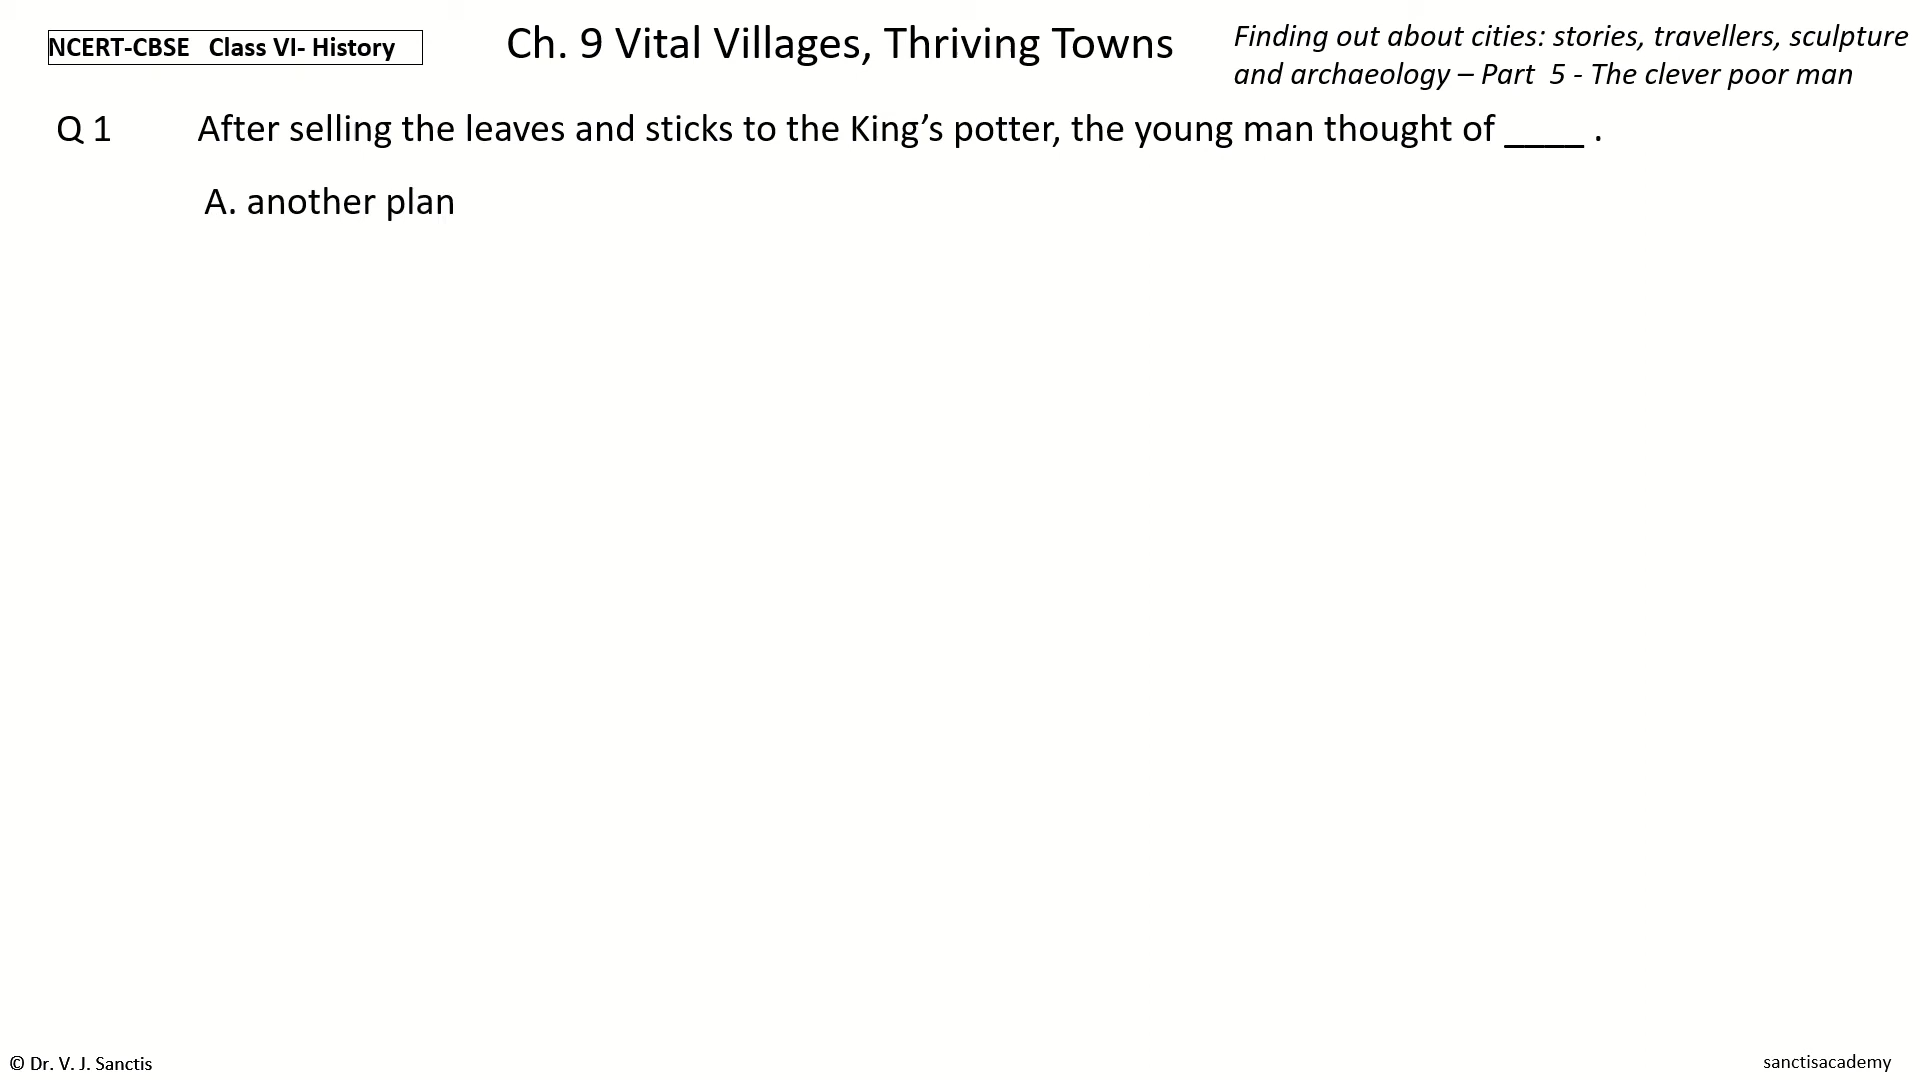 NCERT-CBSE Class VI- History
Ch. 9 Vital Villages, Thriving Towns
Finding out about cities: stories, travellers, sculpture
and archaeology – Part 5 - The clever poor man
Q 1 After selling the leaves and sticks to the King’s potter, the young man thought of ____ .
A. another plan
© Dr. V. J. Sanctis
sanctisacademy